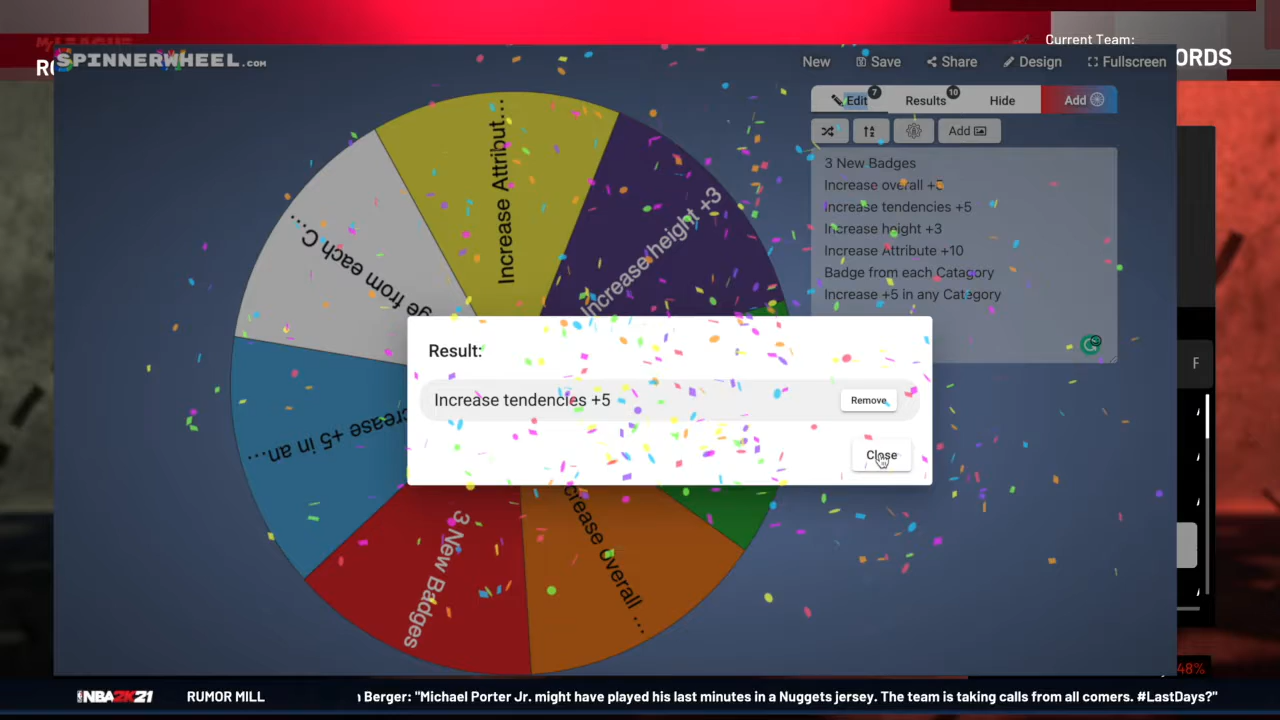 MyLEAGUE
Current Team:
RO
ORDS
SPINNERWHEEL.COM
New
Save
Share
Design
Fullscreen
Edit
7
Results
10
Hide
Add
Add
3 New Badges
Increase overall +5
Increase tendencies +5
Increase height +3
Increase Attribute +10
Badge from each Catagory
Increase +5 in any Category
Increase Attribut...
Increase height +3
ge from each C...
crease +5 in an...
3 New Badges
crease overall ...
Result:
Increase tendencies +5
Remove
Close
F
48%
NBA2K21
RUMOR MILL
n Berger: "Michael Porter Jr. might have played his last minutes in a Nuggets jersey. The team is taking calls from all comers. #LastDays?"